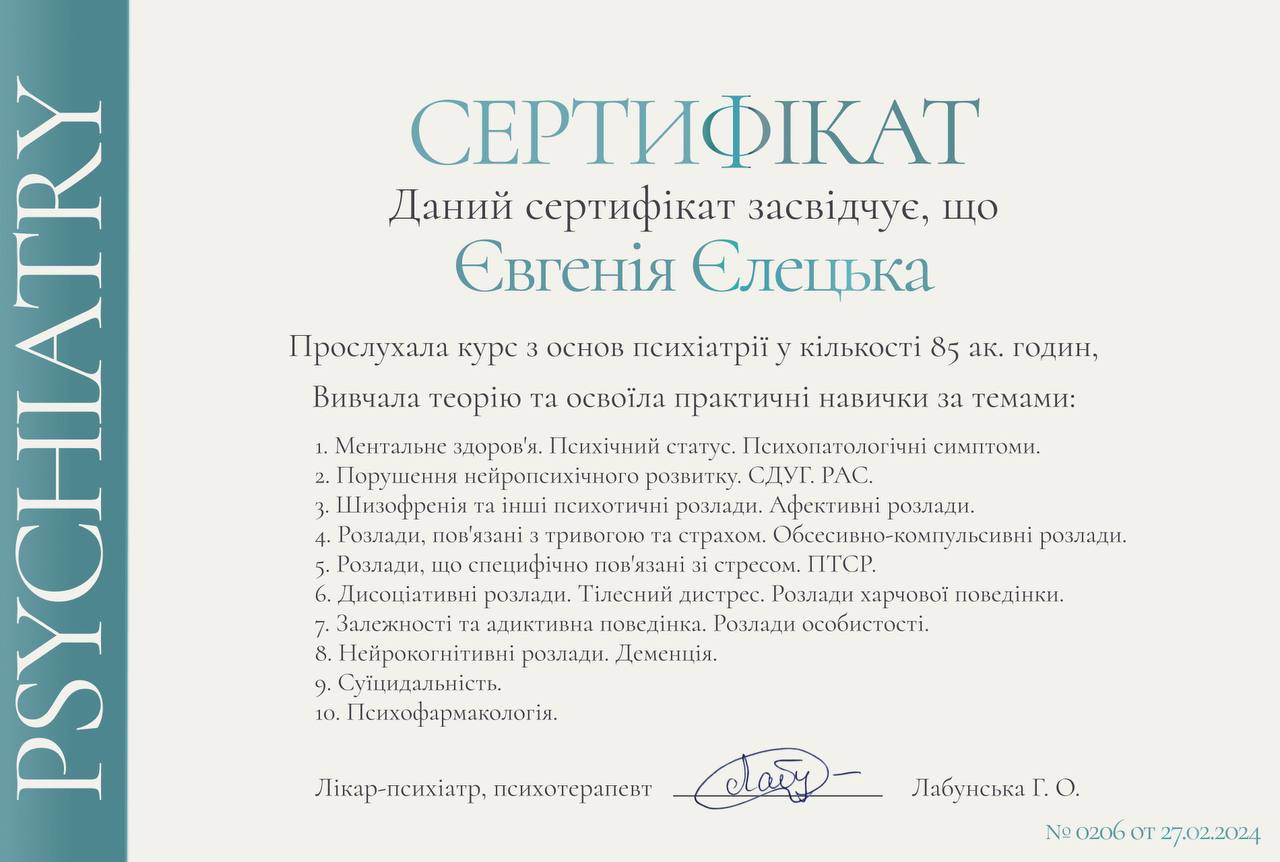 PSYCHIATRY
СЕРТИФІКАТ
Даний сертифікат засвідчує, що
Євгенія Єлецька
Прослухала курс з основ психіатрії у кількості 85 ак. годин,
Вивчала теорію та освоїла практичні навички за темами:
1. Ментальне здоров'я. Психічний статус. Психопатологічні симптоми.
2. Порушення нейропсихічного розвитку. СДУГ. РАС.
3. Шизофренія та інші психотичні розлади. Афективні розлади.
4. Розлади, пов'язані з тривогою та страхом. Обсесивно-компульсивні розлади.
5. Розлади, що специфічно пов'язані зі стресом. ПТСР.
6. Дисоціативні розлади. Тілесний дистрес. Розлади харчової поведінки.
7. Залежності та адиктивна поведінка. Розлади особистості.
8. Нейрокогнітивні розлади. Деменція.
9. Суїцидальність.
10. Психофармакологія.
Лікар-психіатр, психотерапевт Лабу Лабунська Г. О.
№ 0206 от 27.02.2024